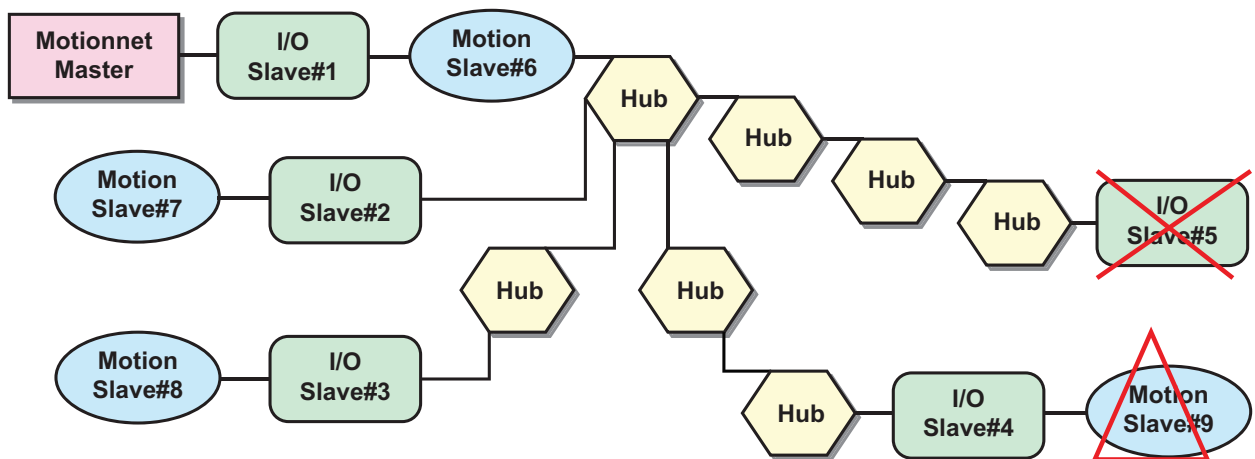 Motionnet
Master
I/O
Slave#1
Motion
Slave#6
Hub
Hub
Hub
Hub
I/O
Slave#5
Motion
Slave#7
I/O
Slave#2
Hub
Hub
Motion
Slave#8
I/O
Slave#3
Hub
I/O
Slave#4
Motion
Slave#9